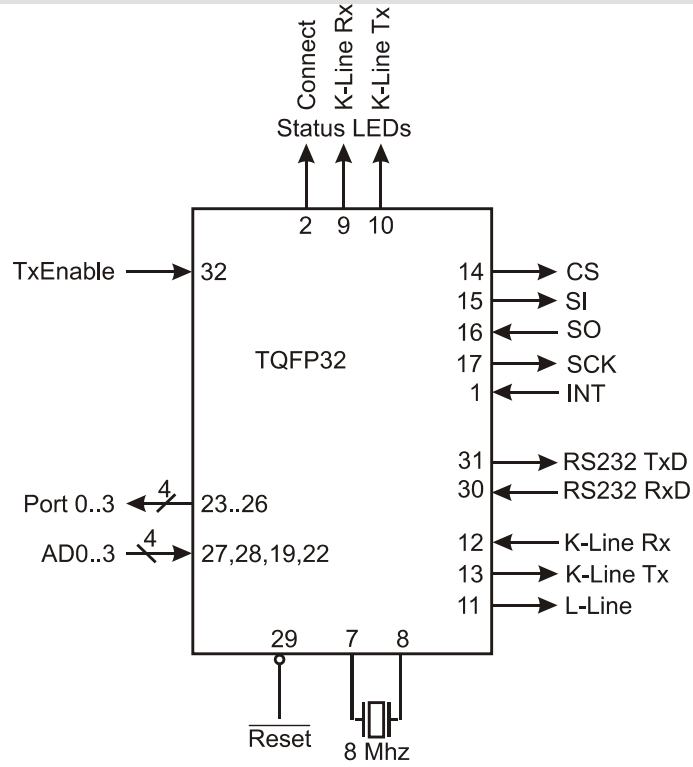 Connect
K-Line Rx
K-Line Tx
Status LEDs
2 9 10
TxEnable 32
14 CS
15 SI
16 SO
TQFP32
17 SCK
1 INT
31 RS232 TxD
30 RS232 RxD
Port 0..3 4 23..26
AD0..3 4 27,28,19,22
12 K-Line Rx
13 K-Line Tx
11 L-Line
29 7 8
Reset
8 Mhz